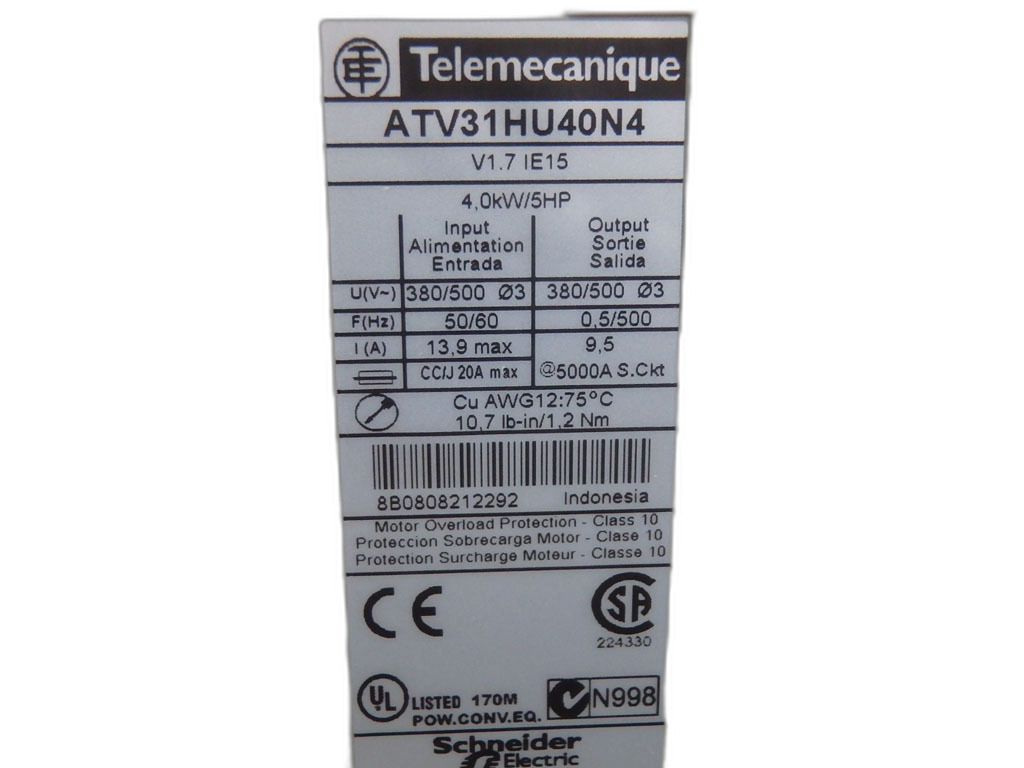 TE Telemecanique
ATV31HU40N4
V1.7 IE15
4,0kW/5HP
Input Output
Alimentation Sortie
Entrada Salida
U(V~) 380/500 Ø3 380/500 Ø3
F(Hz) 50/60 0,5/500
I (A) 13,9 max 9,5
CC/J 20A max @5000A S.Ckt
Cu AWG12:75°C
10,7 lb-in/1,2 Nm
8B0808212292 Indonesia
Motor Overload Protection - Class 10
Proteccion Sobrecarga Motor - Clase 10
Protection Surcharge Moteur - Classe 10
CE SA
224330
UL LISTED 170M N998
POW.CONV.EQ.
Schneider
Electric